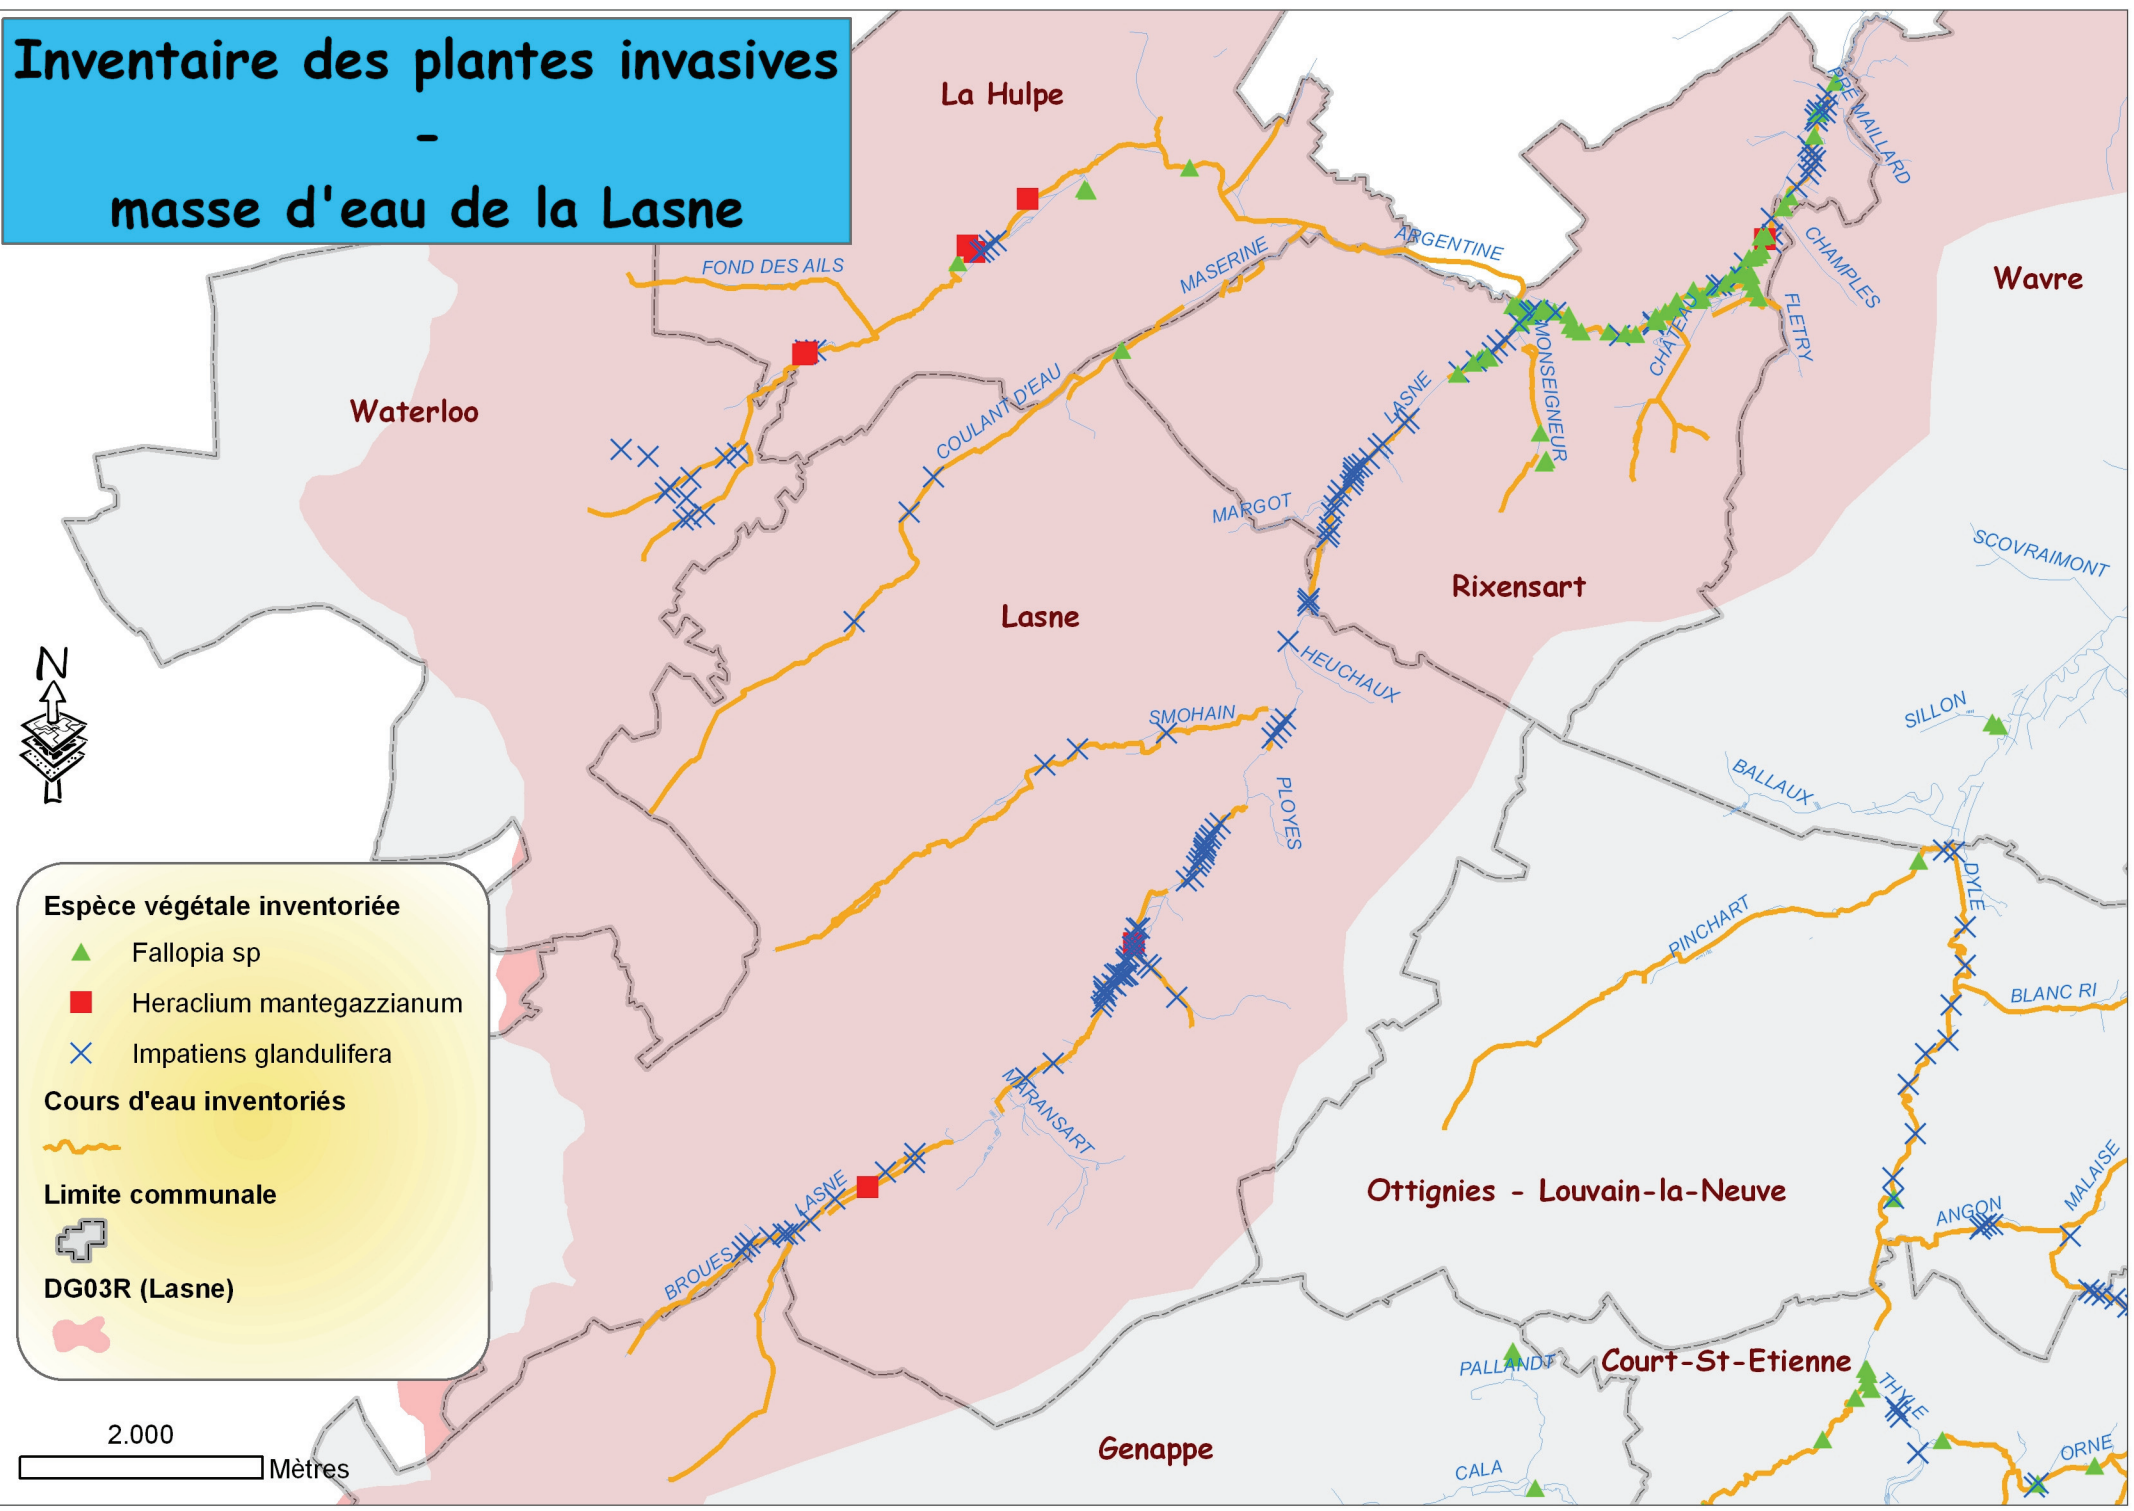 Inventaire des plantes invasives
-
masse d'eau de la Lasne
La Hulpe
PRE MAILLARD
CHAMPLES
Wavre
ARGENTINE
MASERINE
FOND DES AILS
FLETRY
CHÂTEAU
MONSEIGNEUR
Waterloo
COULANT D'EAU
LASNE
MARGOT
SCOVRAIMONT
Rixensart
Lasne
N
HEUCHAUX
SMOHAIN
SILLON
BALLAUX
PLOYES
DYLE
PINCHART
BLANC RI
MARANSART
MALAISE
Ottignies - Louvain-la-Neuve
ANGON
LASNE
BROUES
PALLANDT
Court-St-Etienne
THYLE
Genappe
CALA
ORNE
Espèce végétale inventoriée
Fallopia sp
Heraclium mantegazzianum
Impatiens glandulifera
Cours d'eau inventoriés
Limite communale
DG03R (Lasne)
2.000
Mètres